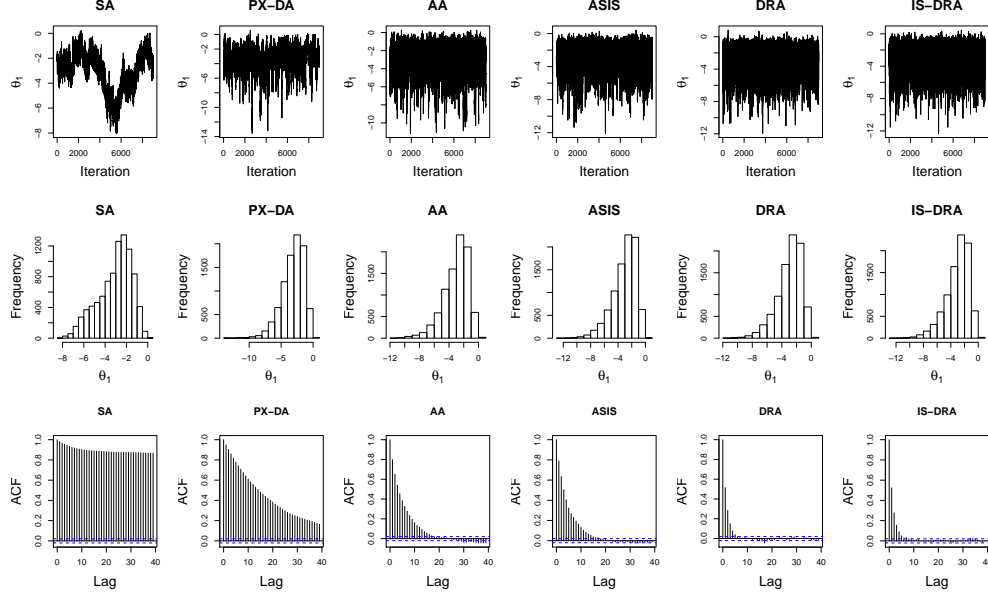 SA PX−DA AA ASIS DRA IS−DRA
θ1 0 −2 −4 −6 −8
θ1 0 −2 −6 −10 −14
θ1 0 −2 −6 −10
θ1 0 −4 −8 −12
θ1 0 −4 −8 −12
θ1 0 −4 −8 −12
0 2000 6000 0 2000 6000 0 2000 6000 0 2000 6000 0 2000 6000 0 2000 6000
Iteration Iteration Iteration Iteration Iteration Iteration
SA PX−DA AA ASIS DRA IS−DRA
Frequency 0 400 800 1200
Frequency 0 500 1500
Frequency 0 500 1500
Frequency 0 500 1500
Frequency 0 500 1500
Frequency 0 500 1500
−8 −6 −4 −2 0 −10 −5 0 −12 −8 −4 0 −12 −8 −4 0 −12 −8 −4 0 −12 −8 −4 0
θ1 θ1 θ1 θ1 θ1 θ1
SA PX−DA AA ASIS DRA IS−DRA
ACF 0.0 0.2 0.4 0.6 0.8 1.0
ACF 0.0 0.2 0.4 0.6 0.8 1.0
ACF 0.0 0.2 0.4 0.6 0.8 1.0
ACF 0.0 0.2 0.4 0.6 0.8 1.0
ACF 0.0 0.2 0.4 0.6 0.8 1.0
ACF 0.0 0.2 0.4 0.6 0.8 1.0
0 10 20 30 40 0 10 20 30 40 0 10 20 30 40 0 10 20 30 40 0 10 20 30 40 0 10 20 30 40
Lag Lag Lag Lag Lag Lag